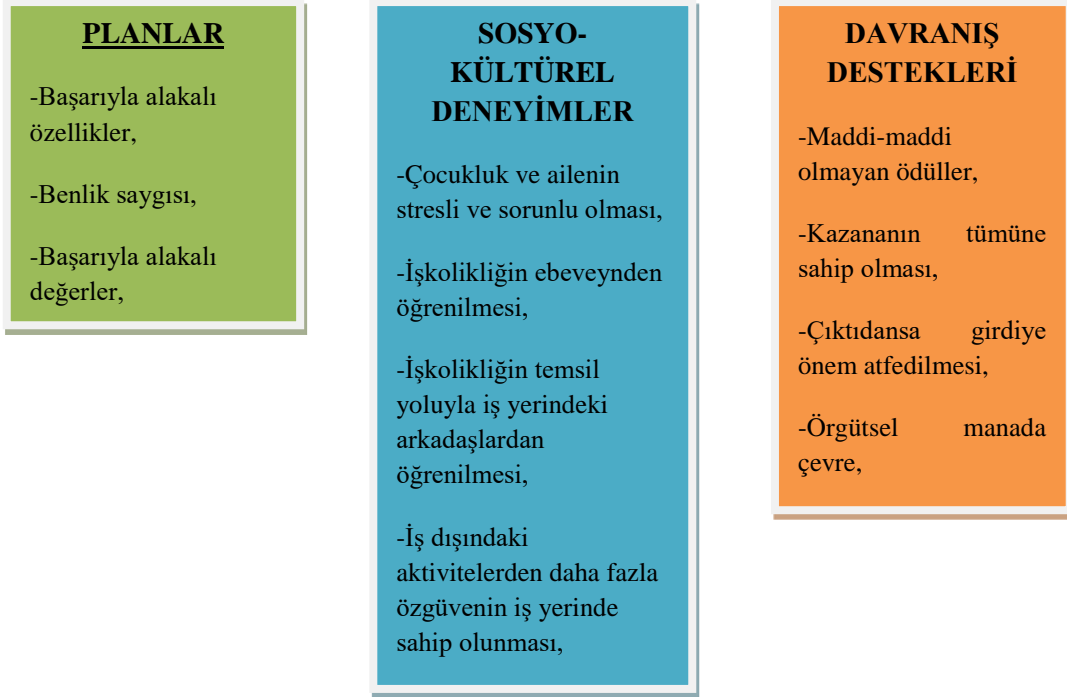 PLANLAR
-Başarıyla alakalı
özellikler,
-Benlik saygısı,
-Başarıyla alakalı
değerler,
SOSYO-
KÜLTÜREL
DENEYİMLER
-Çocukluk ve ailenin
stresli ve sorunlu olması,
-İşkolikliğin ebeveynden
öğrenilmesi,
-İşkolikliğin temsil
yoluyla iş yerindeki
arkadaşlardan
öğrenilmesi,
-İş dışındaki
aktivitelerden daha fazla
özgüvenin iş yerinde
sahip olunması,
DAVRANIŞ
DESTEKLERİ
-Maddi-maddi
olmayan ödüller,
-Kazananın tümüne
sahip olması,
-Çıktıdansa girdiye
önem atfedilmesi,
-Örgütsel manada
çevre,